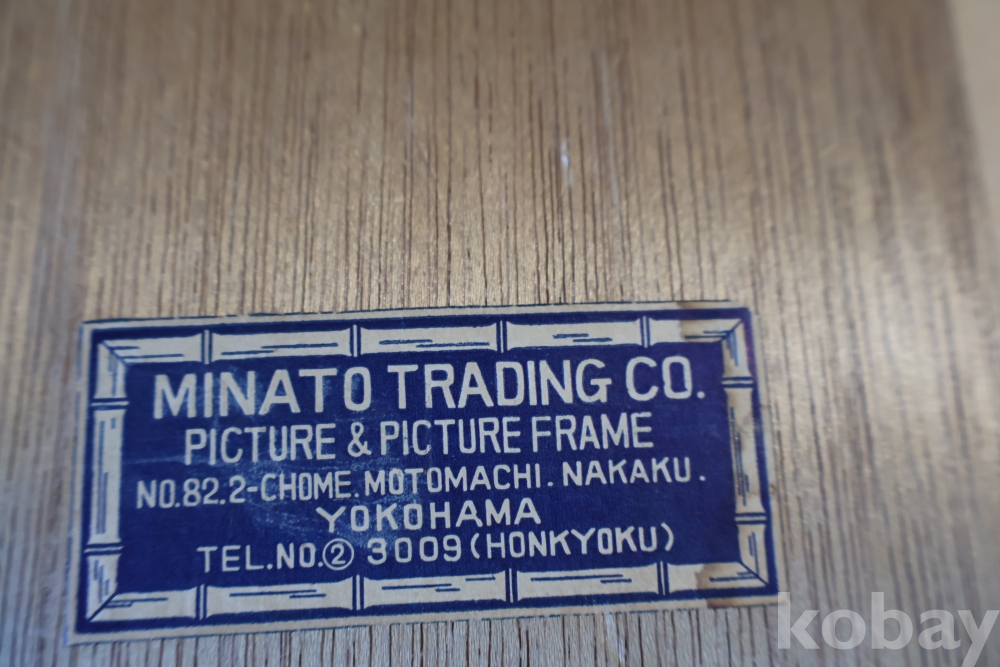 MINATO TRADING CO.
PICTURE & PICTURE FRAME
NO.82.2-CHOME.MOTOMACHI.NAKAKU.
YOKOHAMA
TEL.NO.② 3009(HONKYOKU)
kobay